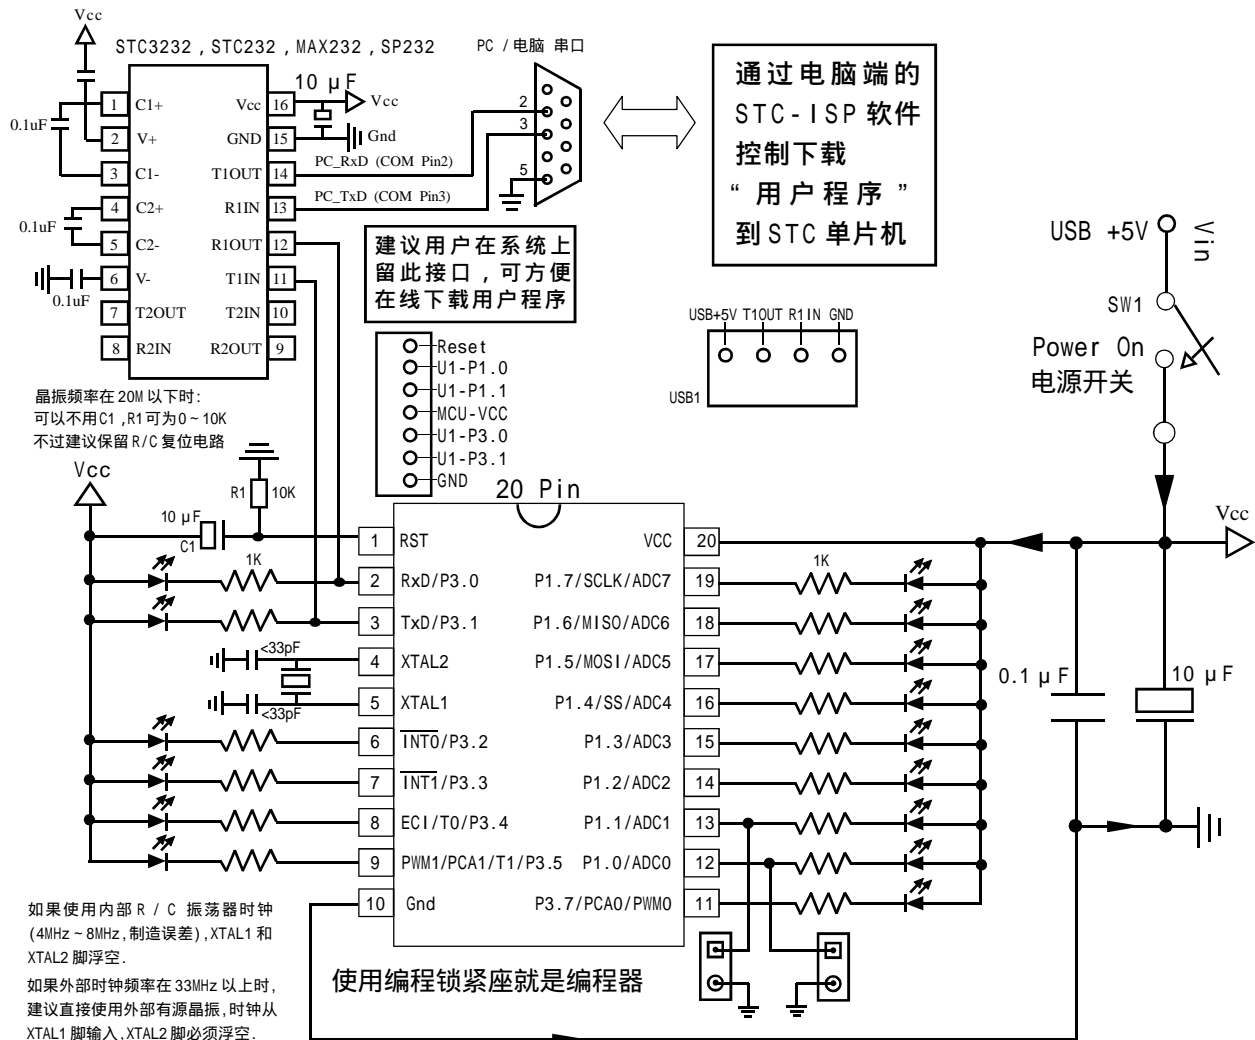 Vcc
STC3232 , STC232 , MAX232 , SP232
PC / 电脑 串口
10 μF
1 C1+ Vcc 16 Vcc
0.1uF
2 V+ GND 15 Gnd
3 C1- T1OUT 14 PC_RxD (COM Pin2)
4 C2+ R1IN 13 PC_TxD (COM Pin3)
0.1uF
5 C2- R1OUT 12
6 V- T1IN 11
0.1uF
7 T2OUT T2IN 10
8 R2IN R2OUT 9
2
3
5
通过电脑端的
STC-ISP 软件
控制下载
“用户程序”
到 STC 单片机
建议用户在系统上
留此接口，可方便
在线下载用户程序
USB +5V Vin
SW1
Power On
电源开关
USB+5V T1OUT R1IN GND
USB1
Reset
U1-P1.0
U1-P1.1
MCU-VCC
U1-P3.0
U1-P3.1
GND
晶振频率在 20M 以下时:
可以不用C1 ,R1可为0~10K
不过建议保留 R/C 复位电路
Vcc
R1 10K
10 μF
C1
20 Pin
1 RST VCC 20
Vcc
1K
2 RxD/P3.0 P1.7/SCLK/ADC7 19
1K
3 TxD/P3.1 P1.6/MISO/ADC6 18
<33pF
4 XTAL2 P1.5/MOSI/ADC5 17
<33pF
5 XTAL1 P1.4/SS/ADC4 16
0.1 μF
10 μF
6 INT0/P3.2 P1.3/ADC3 15
7 INT1/P3.3 P1.2/ADC2 14
8 ECI/T0/P3.4 P1.1/ADC1 13
9 PWM1/PCA1/T1/P3.5 P1.0/ADC0 12
10 Gnd P3.7/PCA0/PWM0 11
使用编程锁紧座就是编程器
如果使用内部 R / C 振荡器时钟
(4MHz~8MHz,制造误差),XTAL1 和
XTAL2 脚浮空.
如果外部时钟频率在 33MHz 以上时,
建议直接使用外部有源晶振,时钟从
XTAL1 脚输入,XTAL2 脚必须浮空.